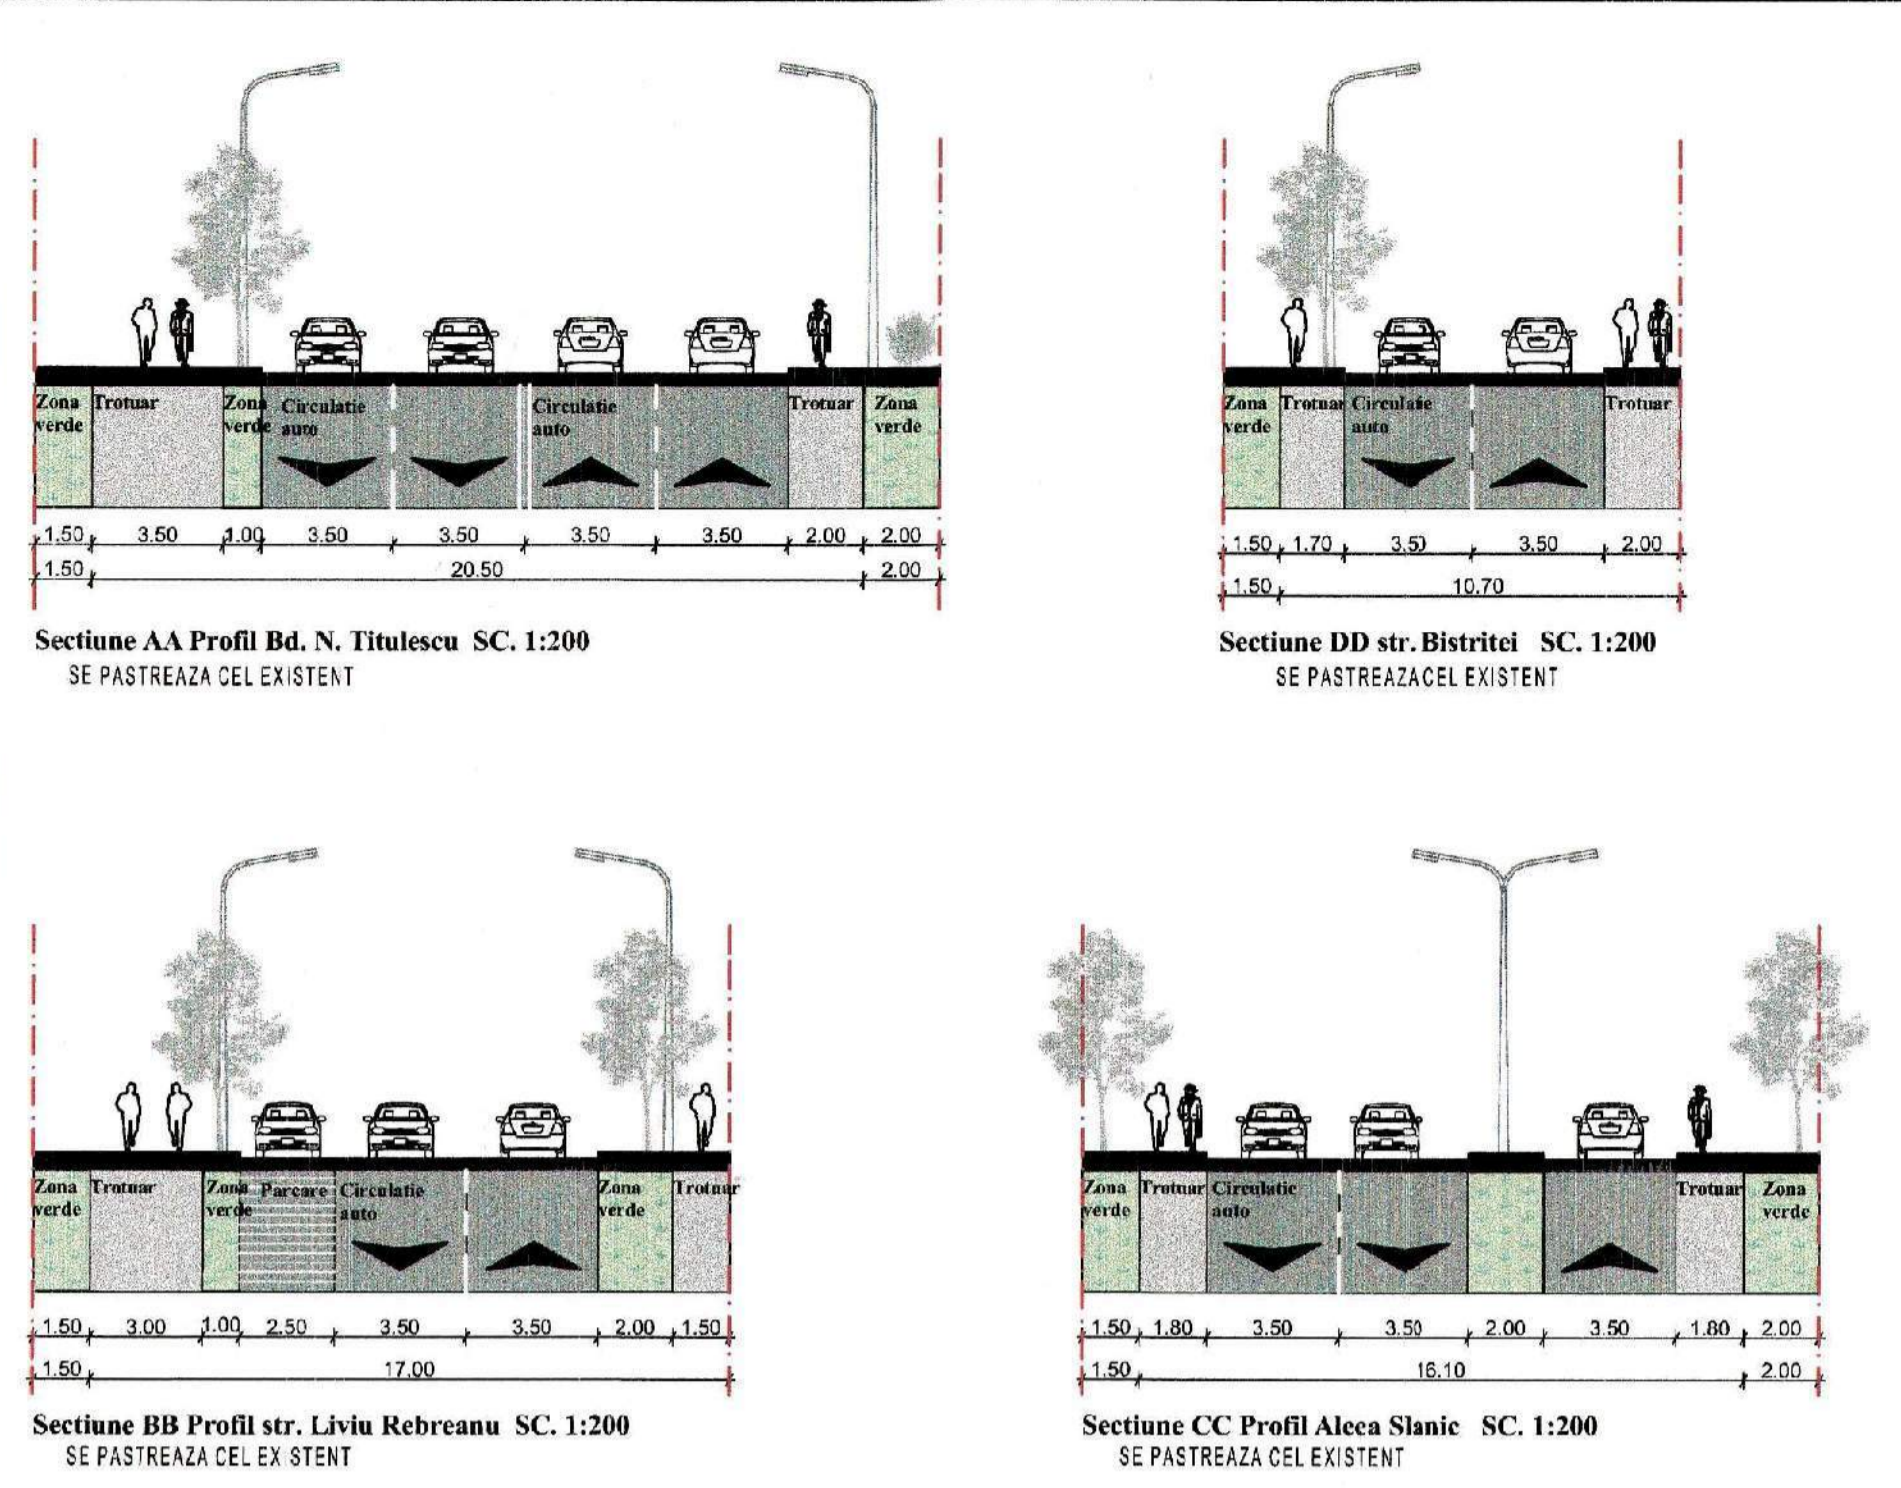 Zona Trotuar Zona Circulatie Circulatie Trotuar Zona
verde verde auto auto verde
1.50 3.50 1.00 3.50 3.50 3.50 3.50 2.00 2.00
1.50 20.50 2.00
Sectiune AA Profil Bd. N. Titulescu SC. 1:200
SE PASTREAZA CEL EXISTENT
Zona Trotuar Circulatie Trotuar
verde auto
1.50 1.70 3.50 3.50 2.00
1.50 10.70
Sectiune DD str. Bistritei SC. 1:200
SE PASTREAZA CEL EXISTENT
Zona Trotuar Zona Parcare Circulatie Zona Trotuar
verde verde auto verde
1.50 3.00 1.00 2.50 3.50 3.50 2.00 1.50
1.50 17.00
Sectiune BB Profil str. Liviu Rebreanu SC. 1:200
SE PASTREAZA CEL EXISTENT
Zona Trotuar Circulatie Trotuar Zona
verde auto verde
1.50 1.80 3.50 3.50 2.00 3.50 1.80 2.00
1.50 16.10 2.00
Sectiune CC Profil Aleea Slanic SC. 1:200
SE PASTREAZA CEL EXISTENT